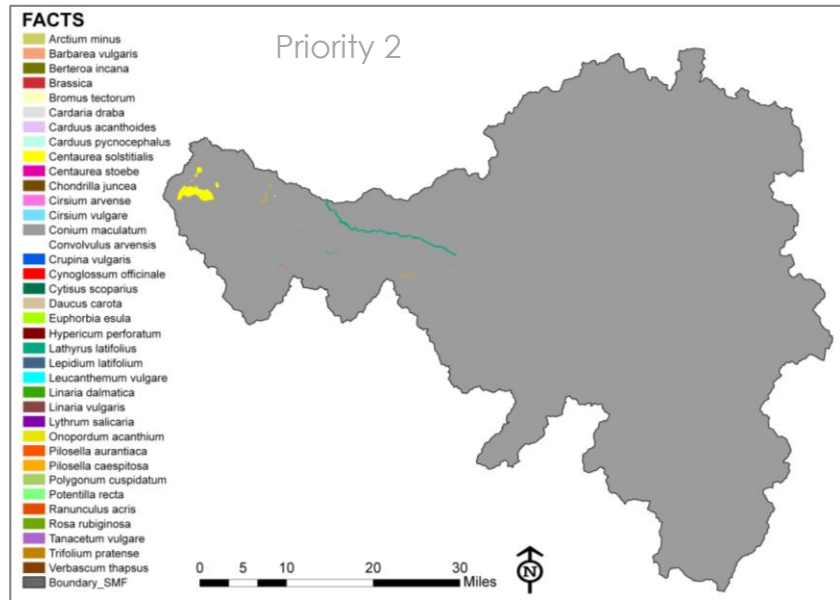 FACTS
Priority 2
Arctium minus
Barbarea vulgaris
Berteroa incana
Brassica
Bromus tectorum
Cardaria draba
Carduus acanthoides
Carduus pycnocephalus
Centaurea solstitialis
Centaurea stoebe
Chondrilla juncea
Cirsium arvense
Cirsium vulgare
Conium maculatum
Convolvulus arvensis
Crupina vulgaris
Cynoglossum officinale
Cytisus scoparius
Daucus carota
Euphorbia esula
Hypericum perforatum
Lathyrus latifolius
Lepidium latifolium
Leucanthemum vulgare
Linaria dalmatica
Linaria vulgaris
Lythrum salicaria
Onopordum acanthium
Pilosella aurantiaca
Pilosella caespitosa
Polygonum cuspidatum
Potentilla recta
Ranunculus acris
Rosa rubiginosa
Tanacetum vulgare
Trifolium pratense
Verbascum thapsus
Boundary_SMF
0 5 10 20 30
Miles
N